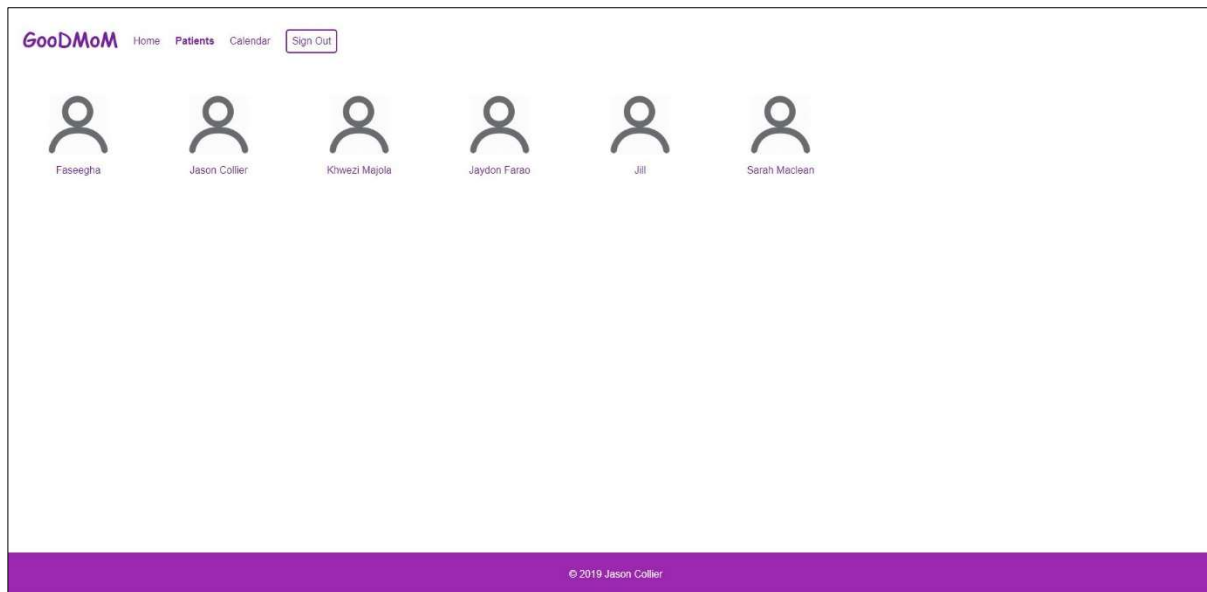 GooDMoM Home Patients Calendar Sign Out
Faseegha Jason Collier Khwezi Majola Jaydon Farao Jill Sarah Maclean
© 2019 Jason Collier